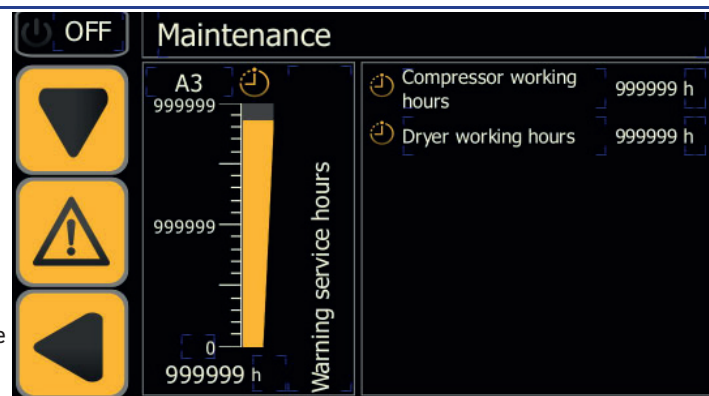 OFF
Maintenance
A3
999999
999999
0
999999 h
Warning service hours
Compressor working
hours
999999 h
Dryer working hours
999999 h
e